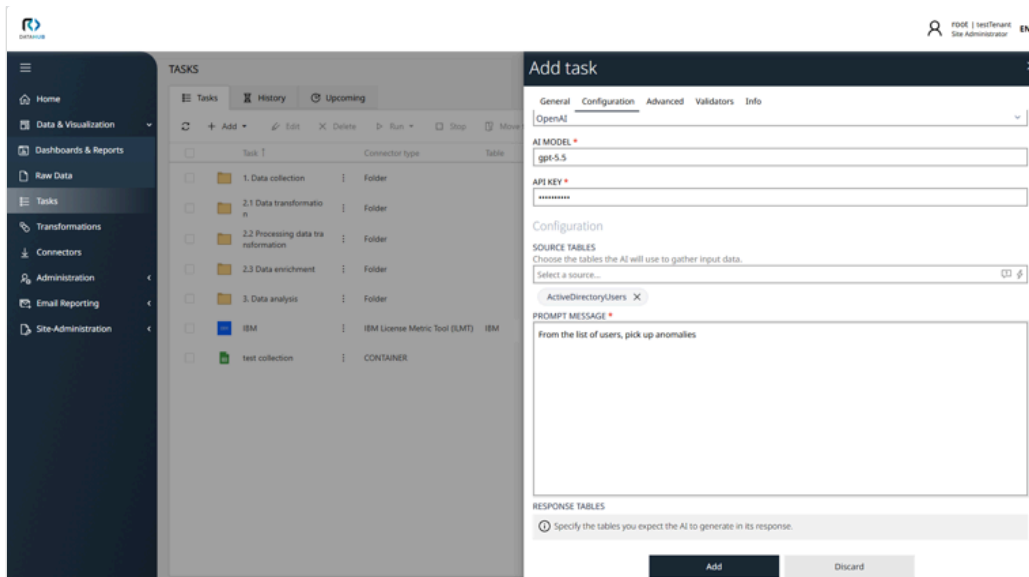 DATAHUB
root | testTenant
Site Administrator
EN
Home
Data & Visualization
Dashboards & Reports
Raw Data
Tasks
Transformations
Connectors
Administration
Email Reporting
Site-Administration
TASKS
Tasks History Upcoming
+ Add Edit Delete Run Stop Move
Task Connector type Table
1. Data collection Folder
2.1 Data transformatio
n Folder
2.2 Processing data tra
nsformation Folder
2.3 Data enrichment Folder
3. Data analysis Folder
IBM IBM License Metric Tool (ILMT) IBM
test collection CONTAINER
Add task
General Configuration Advanced Validators Info
OpenAI
AI MODEL *
gpt-5.5
API KEY *
••••••••••
Configuration
SOURCE TABLES
Choose the tables the AI will use to gather input data.
Select a source...
ActiveDirectoryUsers
PROMPT MESSAGE *
From the list of users, pick up anomalies
RESPONSE TABLES
Specify the tables you expect the AI to generate in its response.
Add Discard